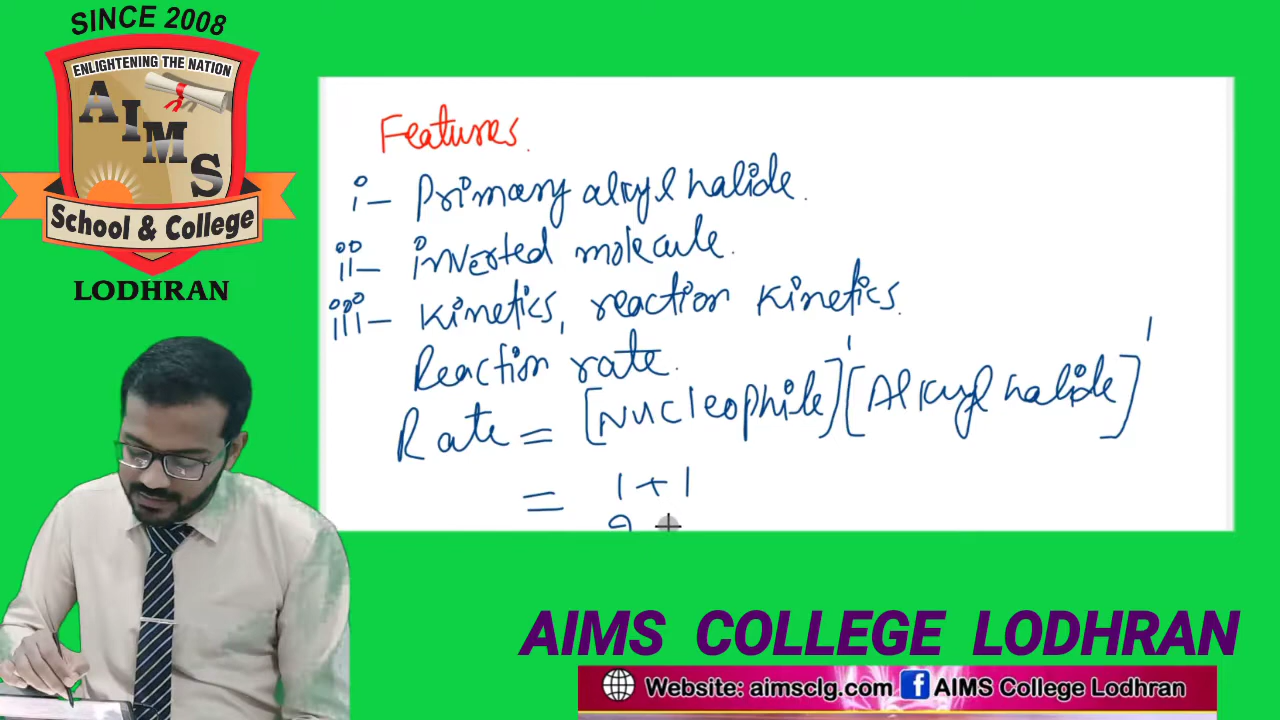 SINCE 2008
ENLIGHTENING THE NATION
AIMS
School & College
LODHRAN
Features.
i- Primary alkyl halide.
ii- inverted molecule.
iii- Kinetics, reaction Kinetics.
Reaction rate.
Rate = [Nucleophile]¹[Alkyl halide]¹
= 1+1
AIMS COLLEGE LODHRAN
Website: aimsclg.com f AIMS College Lodhran